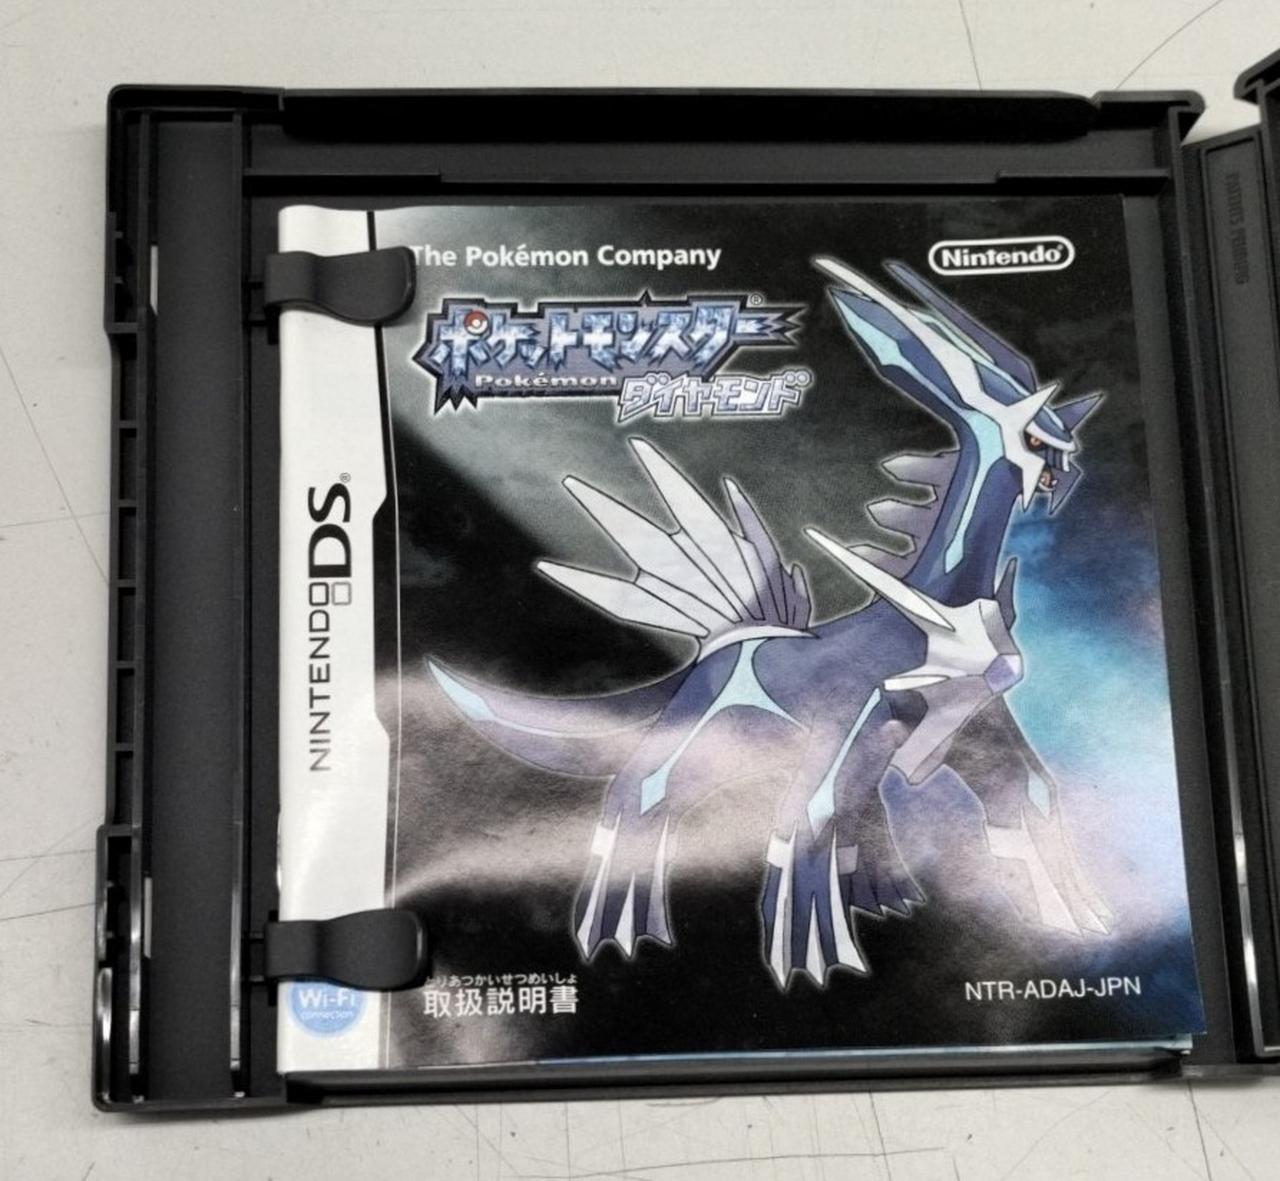 The Pokémon Company
Nintendo
ポケットモンスター®
Pokémon ダイヤモンド
NINTENDO DS®
とりあつかいせつめいしょ
取扱説明書
Wi-Fi
connection
NTR-ADAJ-JPN